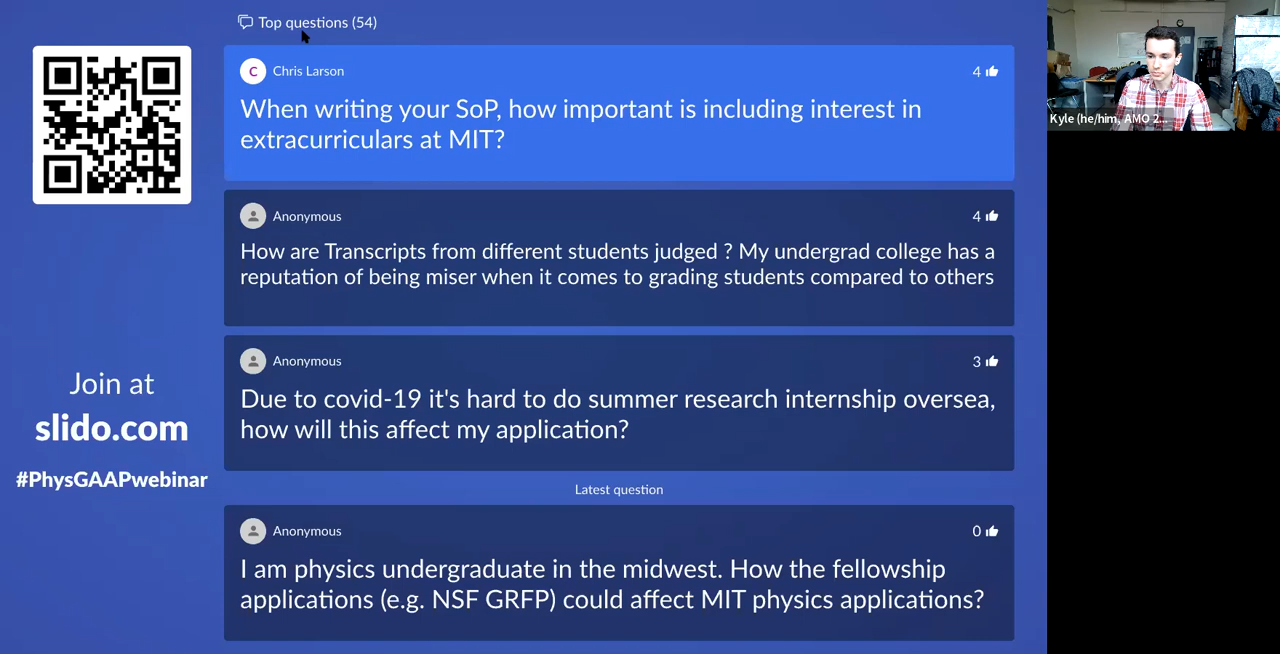 Top questions (54)
C
Chris Larson
4
When writing your SoP, how important is including interest in
extracurriculars at MIT?
Anonymous
4
How are Transcripts from different students judged ? My undergrad college has a
reputation of being miser when it comes to grading students compared to others
Anonymous
3
Due to covid-19 it's hard to do summer research internship oversea,
how will this affect my application?
Latest question
Anonymous
0
I am physics undergraduate in the midwest. How the fellowship
applications (e.g. NSF GRFP) could affect MIT physics applications?
Join at
slido.com
#PhysGAAPwebinar
Kyle (he/him, AMO 2...